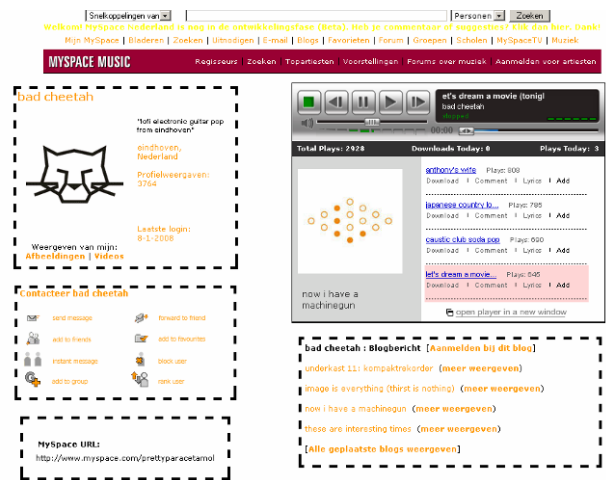 Snelkoppelingen van
Personen
Zoeken
Welkom! MySpace Nederland is nog in de ontwikkelingsfase (Beta). Heb je commentaar of suggesties? Klik dan hier. Dank!
Mijn MySpace | Bladeren | Zoeken | Uitnodigen | E-mail | Blogs | Favorieten | Forum | Groepen | Scholen | MySpaceTV | Muziek
MYSPACE MUSIC
Regisseurs | Zoeken | Topartiesten | Voorstellingen | Forums over muziek | Aanmelden voor artiesten
bad cheetah
"lofi electronic guitar pop
from eindhoven"
eindhoven,
Nederland
Profielweergaven:
3764
Laatste login:
8-1-2008
Weergeven van mijn:
Afbeeldingen | Videos
Contacteer bad cheetah
send message
forward to friend
add to friends
add to favourites
instant message
block user
add to group
rank user
MySpace URL:
http://www.myspace.com/prettyparacetamol
et's dream a movie (tonigl
bad cheetah
stopped
00:00
Total Plays: 2928
Downloads Today: 0
Plays Today: 3
now i have a
machinegun
anthony's wife Plays: 808
Download | Comment | Lyrics | Add
japanese country lo... Plays: 785
Download | Comment | Lyrics | Add
caustic club soda pop Plays: 690
Download | Comment | Lyrics | Add
let's dream a movie... Plays: 645
Download | Comment | Lyrics | Add
open player in a new window
bad cheetah : Blogbericht [Aanmelden bij dit blog]
underkast 11: kompaktrekorder (meer weergeven)
image is everything (thirst is nothing) (meer weergeven)
now i have a machinegun (meer weergeven)
these are interesting times (meer weergeven)
[Alle geplaatste blogs weergeven]